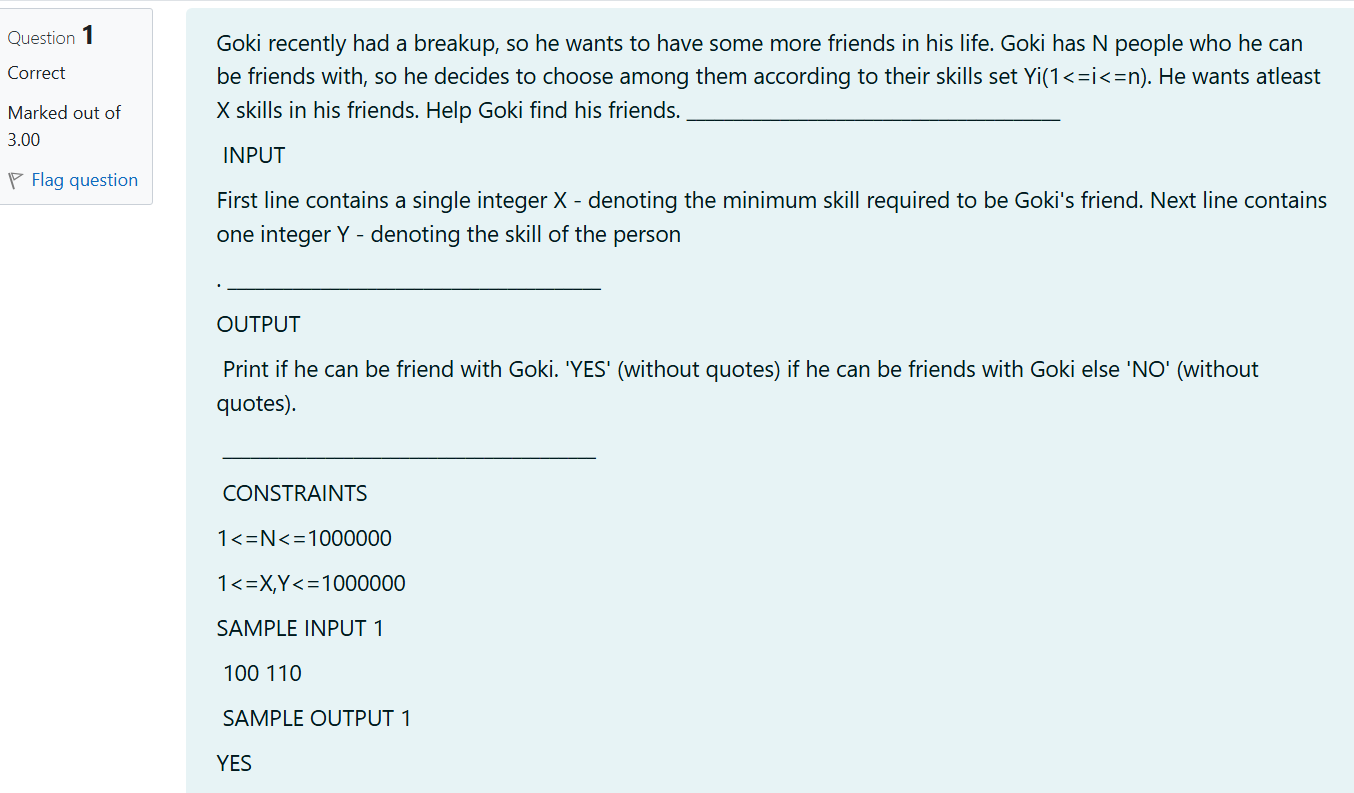 Question 1
Correct
Marked out of
3.00
Flag question
Goki recently had a breakup, so he wants to have some more friends in his life. Goki has N people who he can
be friends with, so he decides to choose among them according to their skills set Yi(1<=i<=n). He wants atleast
X skills in his friends. Help Goki find his friends. ____________________________________
INPUT
First line contains a single integer X - denoting the minimum skill required to be Goki's friend. Next line contains
one integer Y - denoting the skill of the person
. ____________________________________
OUTPUT
Print if he can be friend with Goki. 'YES' (without quotes) if he can be friends with Goki else 'NO' (without
quotes).
____________________________________
CONSTRAINTS
1<=N<=1000000
1<=X,Y<=1000000
SAMPLE INPUT 1
100 110
SAMPLE OUTPUT 1
YES